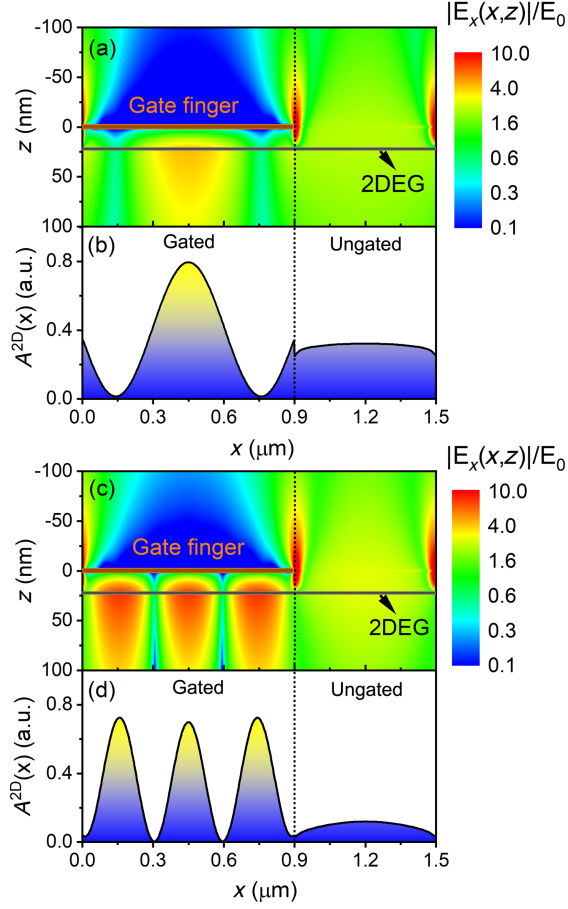 |Eₓ(x,z)|/E₀
(a)
-100
-50
0
50
100
z (nm)
Gate finger
2DEG
10.0
4.0
1.6
0.6
0.3
0.1
(b)
Gated
Ungated
0.8
0.4
0.0
A²ᴰ(x) (a.u.)
0.0 0.3 0.6 0.9 1.2 1.5
x (μm)
|Eₓ(x,z)|/E₀
(c)
-100
-50
0
50
100
z (nm)
Gate finger
2DEG
10.0
4.0
1.6
0.6
0.3
0.1
(d)
Gated
Ungated
0.8
0.4
0.0
A²ᴰ(x) (a.u.)
0.0 0.3 0.6 0.9 1.2 1.5
x (μm)